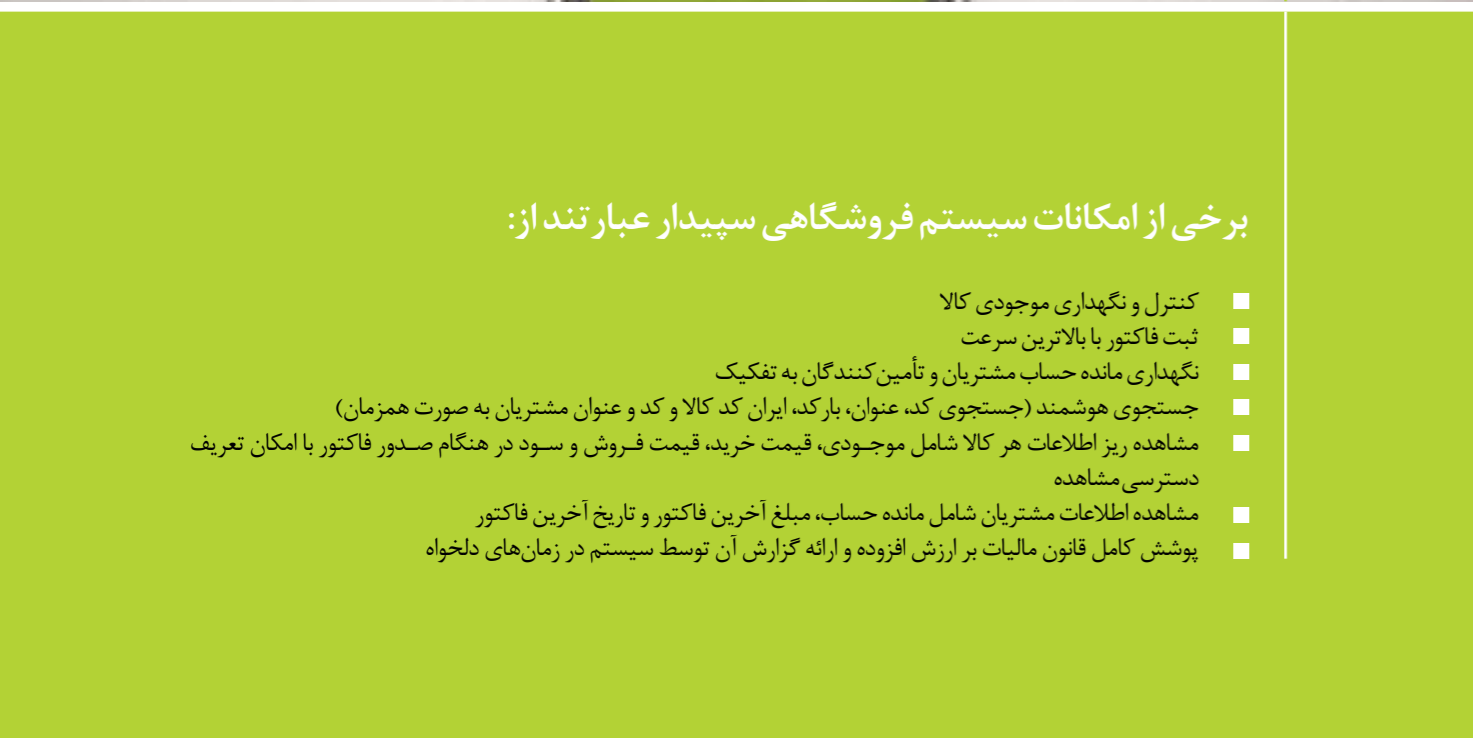 برخی از امکانات سیستم فروشگاهی سپیدار عبارتند از:
کنترل و نگهداری موجودی کالا
ثبت فاکتور با بالاترین سرعت
نگهداری مانده حساب مشتریان و تأمین‌کنندگان به تفکیک
جستجوی هوشمند (جستجوی کد، عنوان، بارکد، ایران کد کالا و کد و عنوان مشتریان به صورت همزمان)
مشاهده ریز اطلاعات هر کالا شامل موجـودی، قیمت خرید، قیمت فـروش و سـود در هنگام صـدور فاکتور با امکان تعریف
دسترسی مشاهده
مشاهده اطلاعات مشتریان شامل مانده حساب، مبلغ آخرین فاکتور و تاریخ آخرین فاکتور
پوشش کامل قانون مالیات بر ارزش افزوده و ارائه گزارش آن توسط سیستم در زمان‌های دلخواه